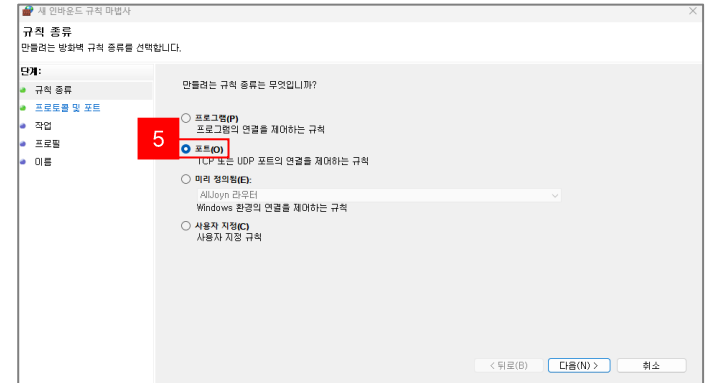 새 인바운드 규칙 마법사
규칙 종류
만들려는 방화벽 규칙 종류를 선택합니다.
단계:
규칙 종류
프로토콜 및 포트
작업
프로필
이름
만들려는 규칙 종류는 무엇입니까?
프로그램(P)
프로그램의 연결을 제어하는 규칙
5
포트(O)
TCP 또는 UDP 포트의 연결을 제어하는 규칙
미리 정의됨(E):
AllJoyn 라우터
Windows 환경의 연결을 제어하는 규칙
사용자 지정(C)
사용자 지정 규칙
< 뒤로(B) 다음(N) > 취소